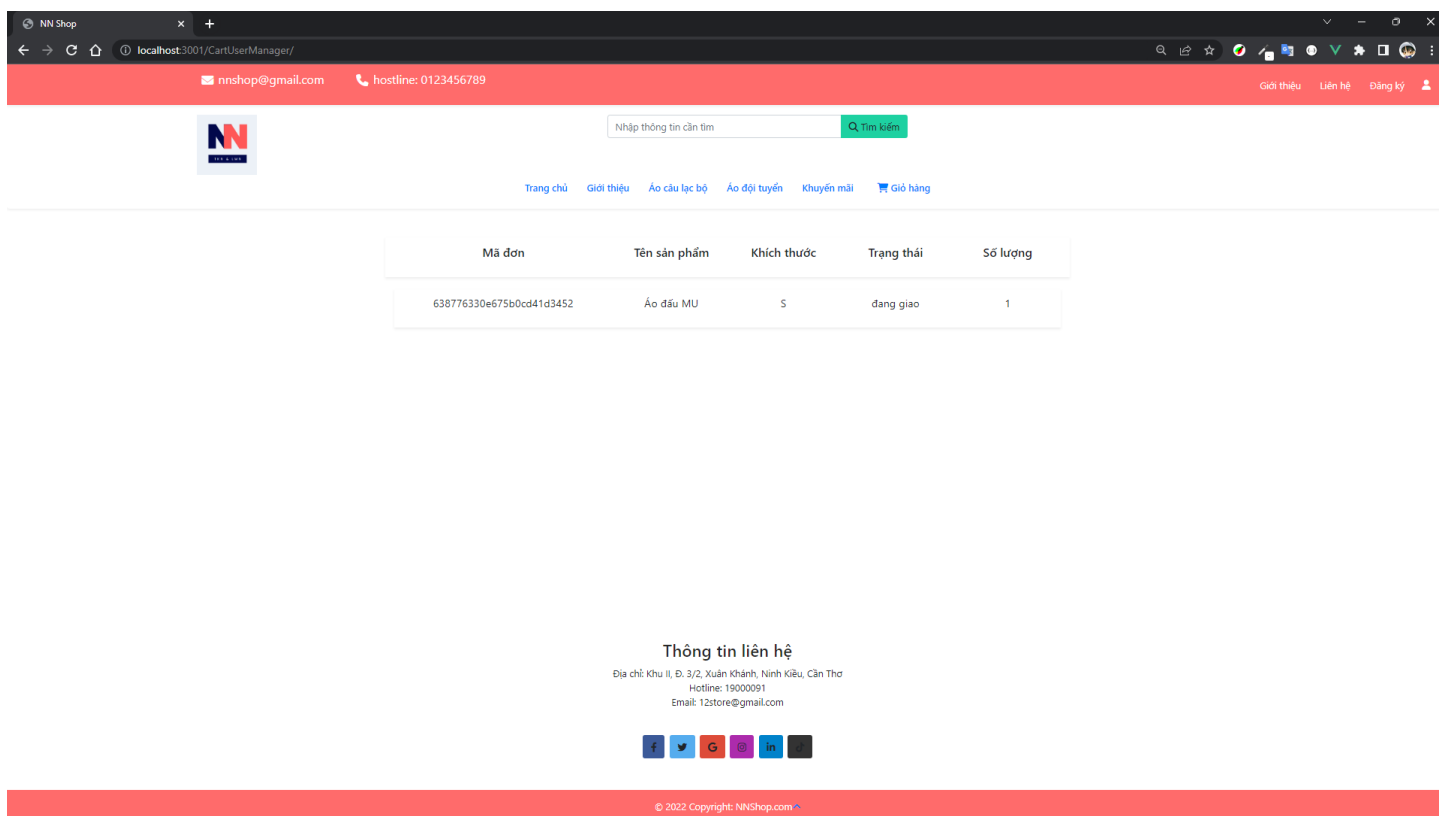 NN Shop
localhost:3001/CartUserManager/
nnshop@gmail.com hostline: 0123456789
Giới thiệu Liên hệ Đăng ký
NN
Nhập thông tin cần tìm Tìm kiếm
Trang chủ Giới thiệu Áo câu lạc bộ Áo đội tuyển Khuyến mãi Giỏ hàng
Mã đơn Tên sản phẩm Khích thước Trạng thái Số lượng
638776330e675b0cd41d3452 Áo đấu MU S đang giao 1
Thông tin liên hệ
Địa chỉ: Khu II, Đ. 3/2, Xuân Khánh, Ninh Kiều, Cần Thơ
Hotline: 19000091
Email: 12store@gmail.com
© 2022 Copyright: NNShop.com